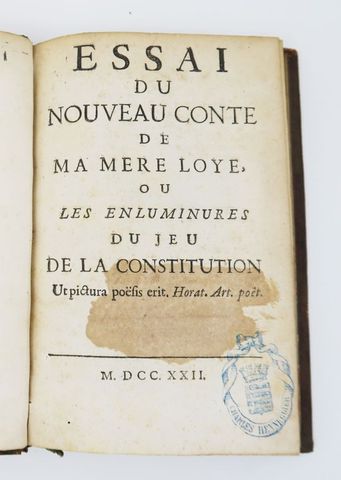 ESSAI
DU
NOUVEAU CONTE
DE
MA MERE LOYE,
OU
LES ENLUMINURES
DU JEU
DE LA CONSTITUTION
Ut pictura poësis erit. Horat. Art. poët.
M. DCC. XXII.
CHARLES